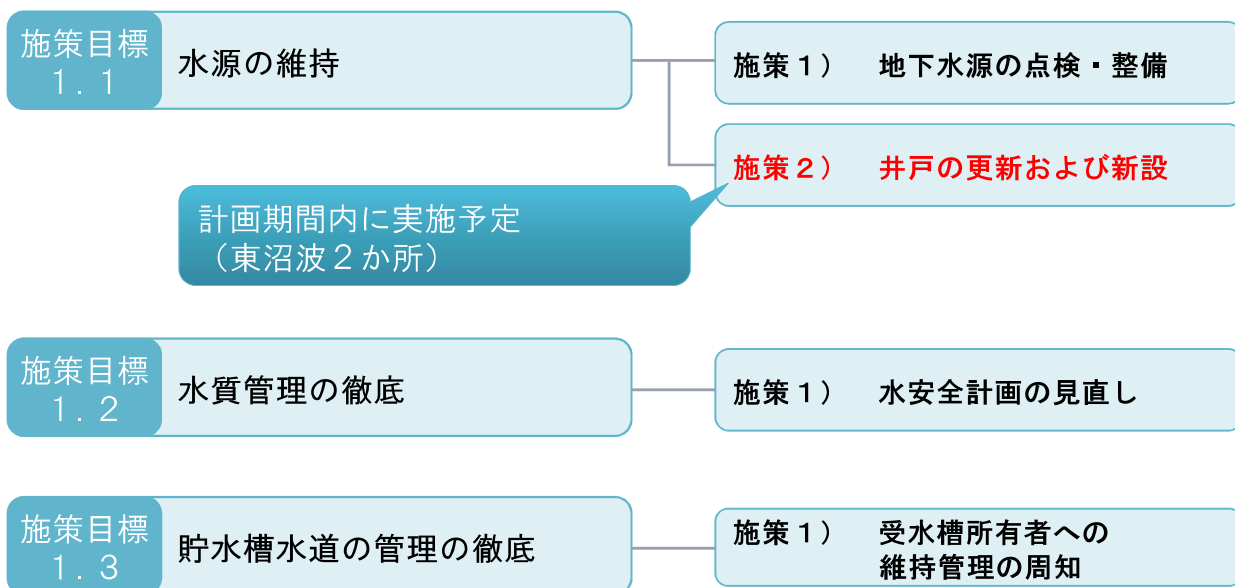 施策目標
1．1
水源の維持
施策１）　地下水源の点検・整備
施策２）　井戸の更新および新設
計画期間内に実施予定
（東沼波２か所）
施策目標
1．2
水質管理の徹底
施策１）　水安全計画の見直し
施策目標
1．3
貯水槽水道の管理の徹底
施策１）　受水槽所有者への
維持管理の周知